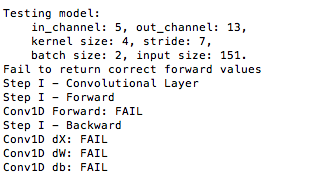 Testing model:
    in_channel: 5, out_channel: 13,
    kernel size: 4, stride: 7,
    batch size: 2, input size: 151.
Fail to return correct forward values
Step I - Convolutional Layer
Step I - Forward
Conv1D Forward: FAIL
Step I - Backward
Conv1D dX: FAIL
Conv1D dW: FAIL
Conv1D db: FAIL